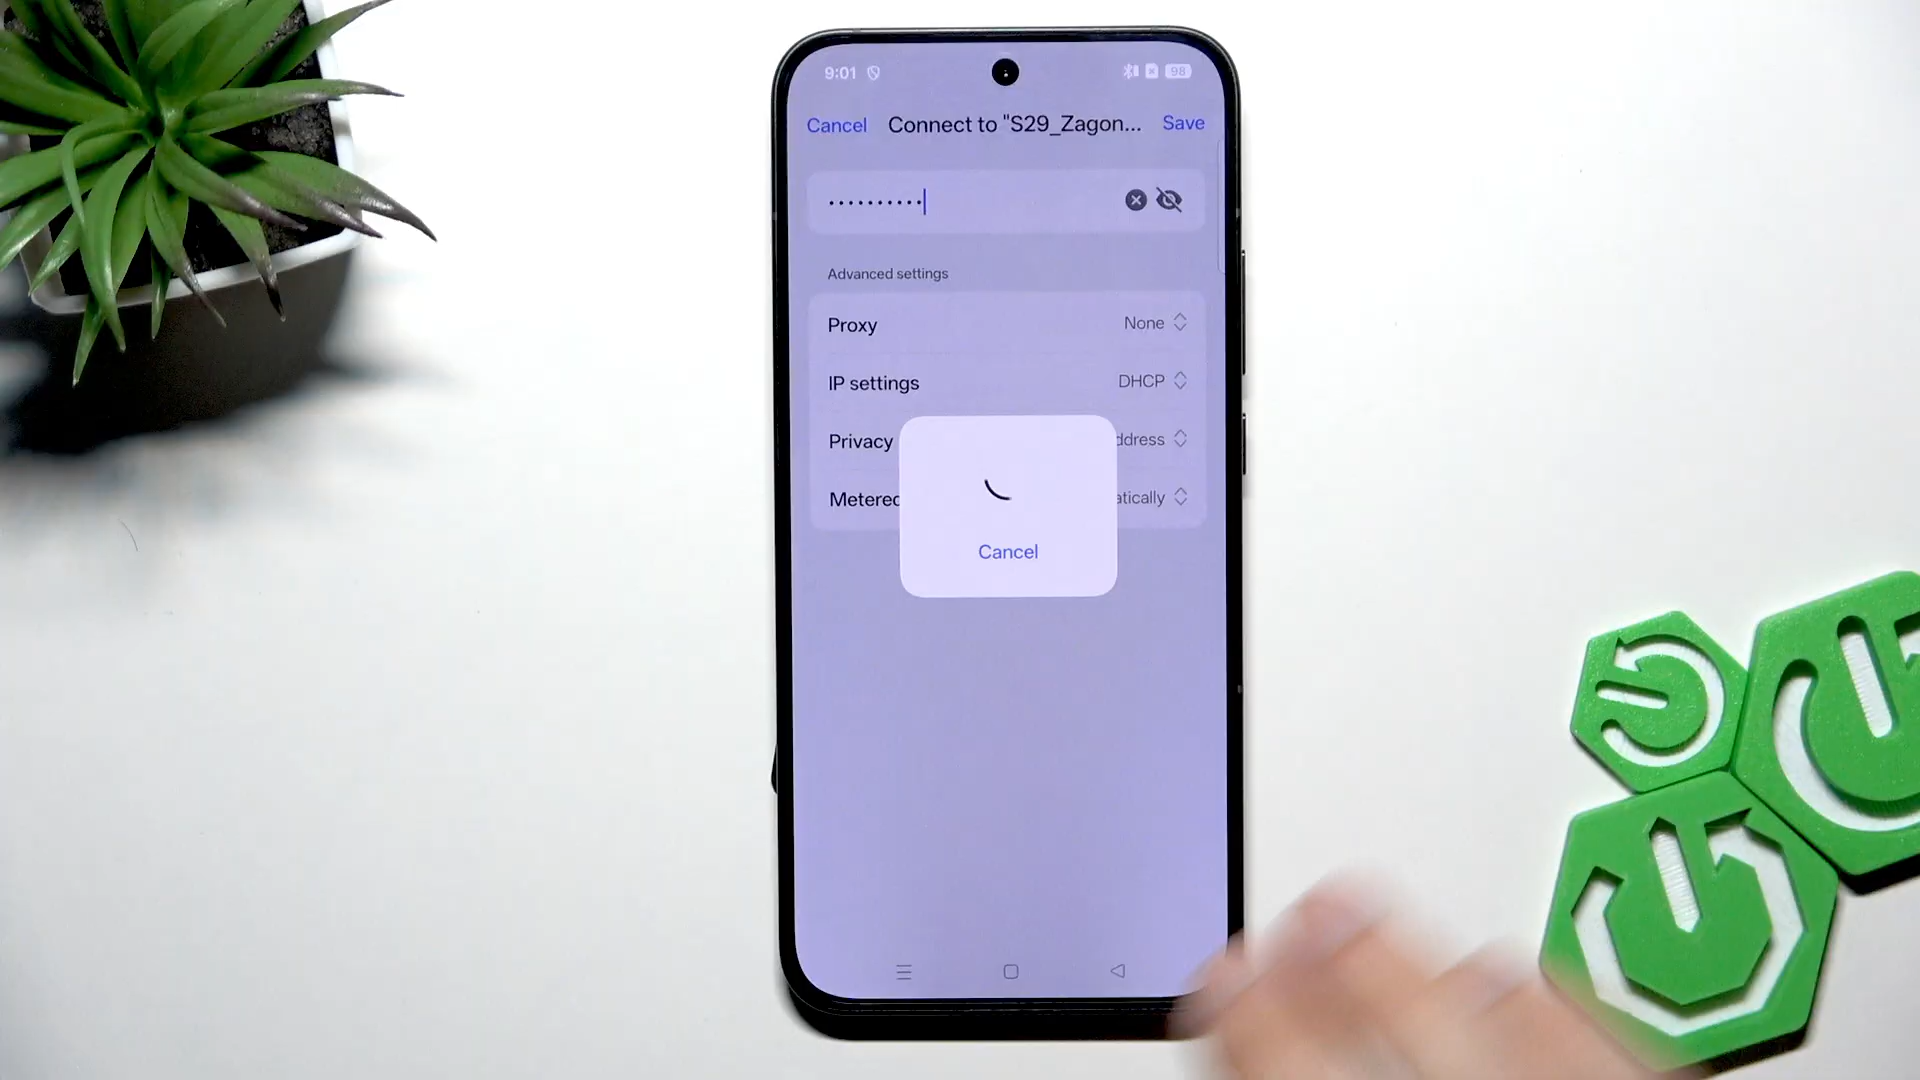 9:01 98
Cancel Connect to "S29_Zagon... Save
••••••••••
Advanced settings
Proxy None
IP settings DHCP
Privacy ddress
Metered atically
Cancel